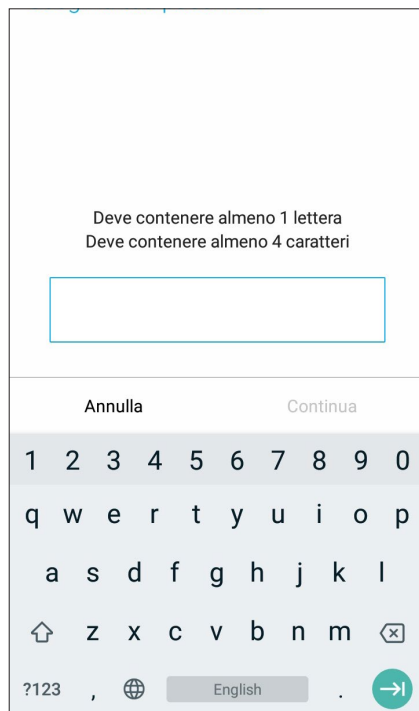 Deve contenere almeno 1 lettera
Deve contenere almeno 4 caratteri
Annulla Continua
1 2 3 4 5 6 7 8 9 0
q w e r t y u i o p
a s d f g h j k l
z x c v b n m
?123 , English .